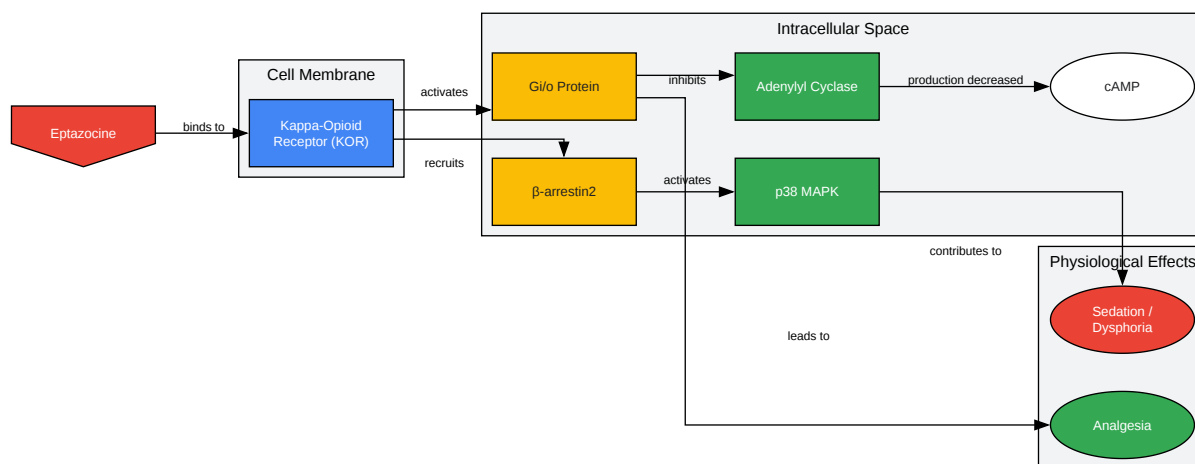 Intracellular Space
Cell Membrane
Eptazocine
binds to
Kappa-Opioid
Receptor (KOR)
activates
recruits
Gi/o Protein
inhibits
Adenylyl Cyclase
production decreased
cAMP
β-arrestin2
activates
p38 MAPK
contributes to
leads to
Physiological Effects
Sedation /
Dysphoria
Analgesia